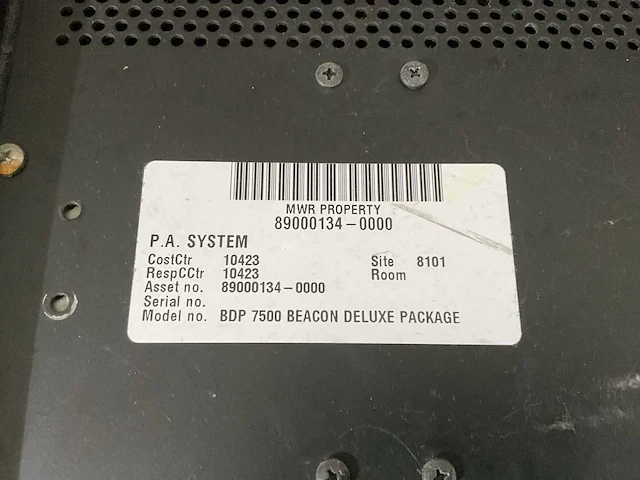 MWR PROPERTY
89000134-0000
P.A. SYSTEM
CostCtr 10423 Site 8101
RespCCtr 10423 Room
Asset no. 89000134-0000
Serial no.
Model no. BDP 7500 BEACON DELUXE PACKAGE